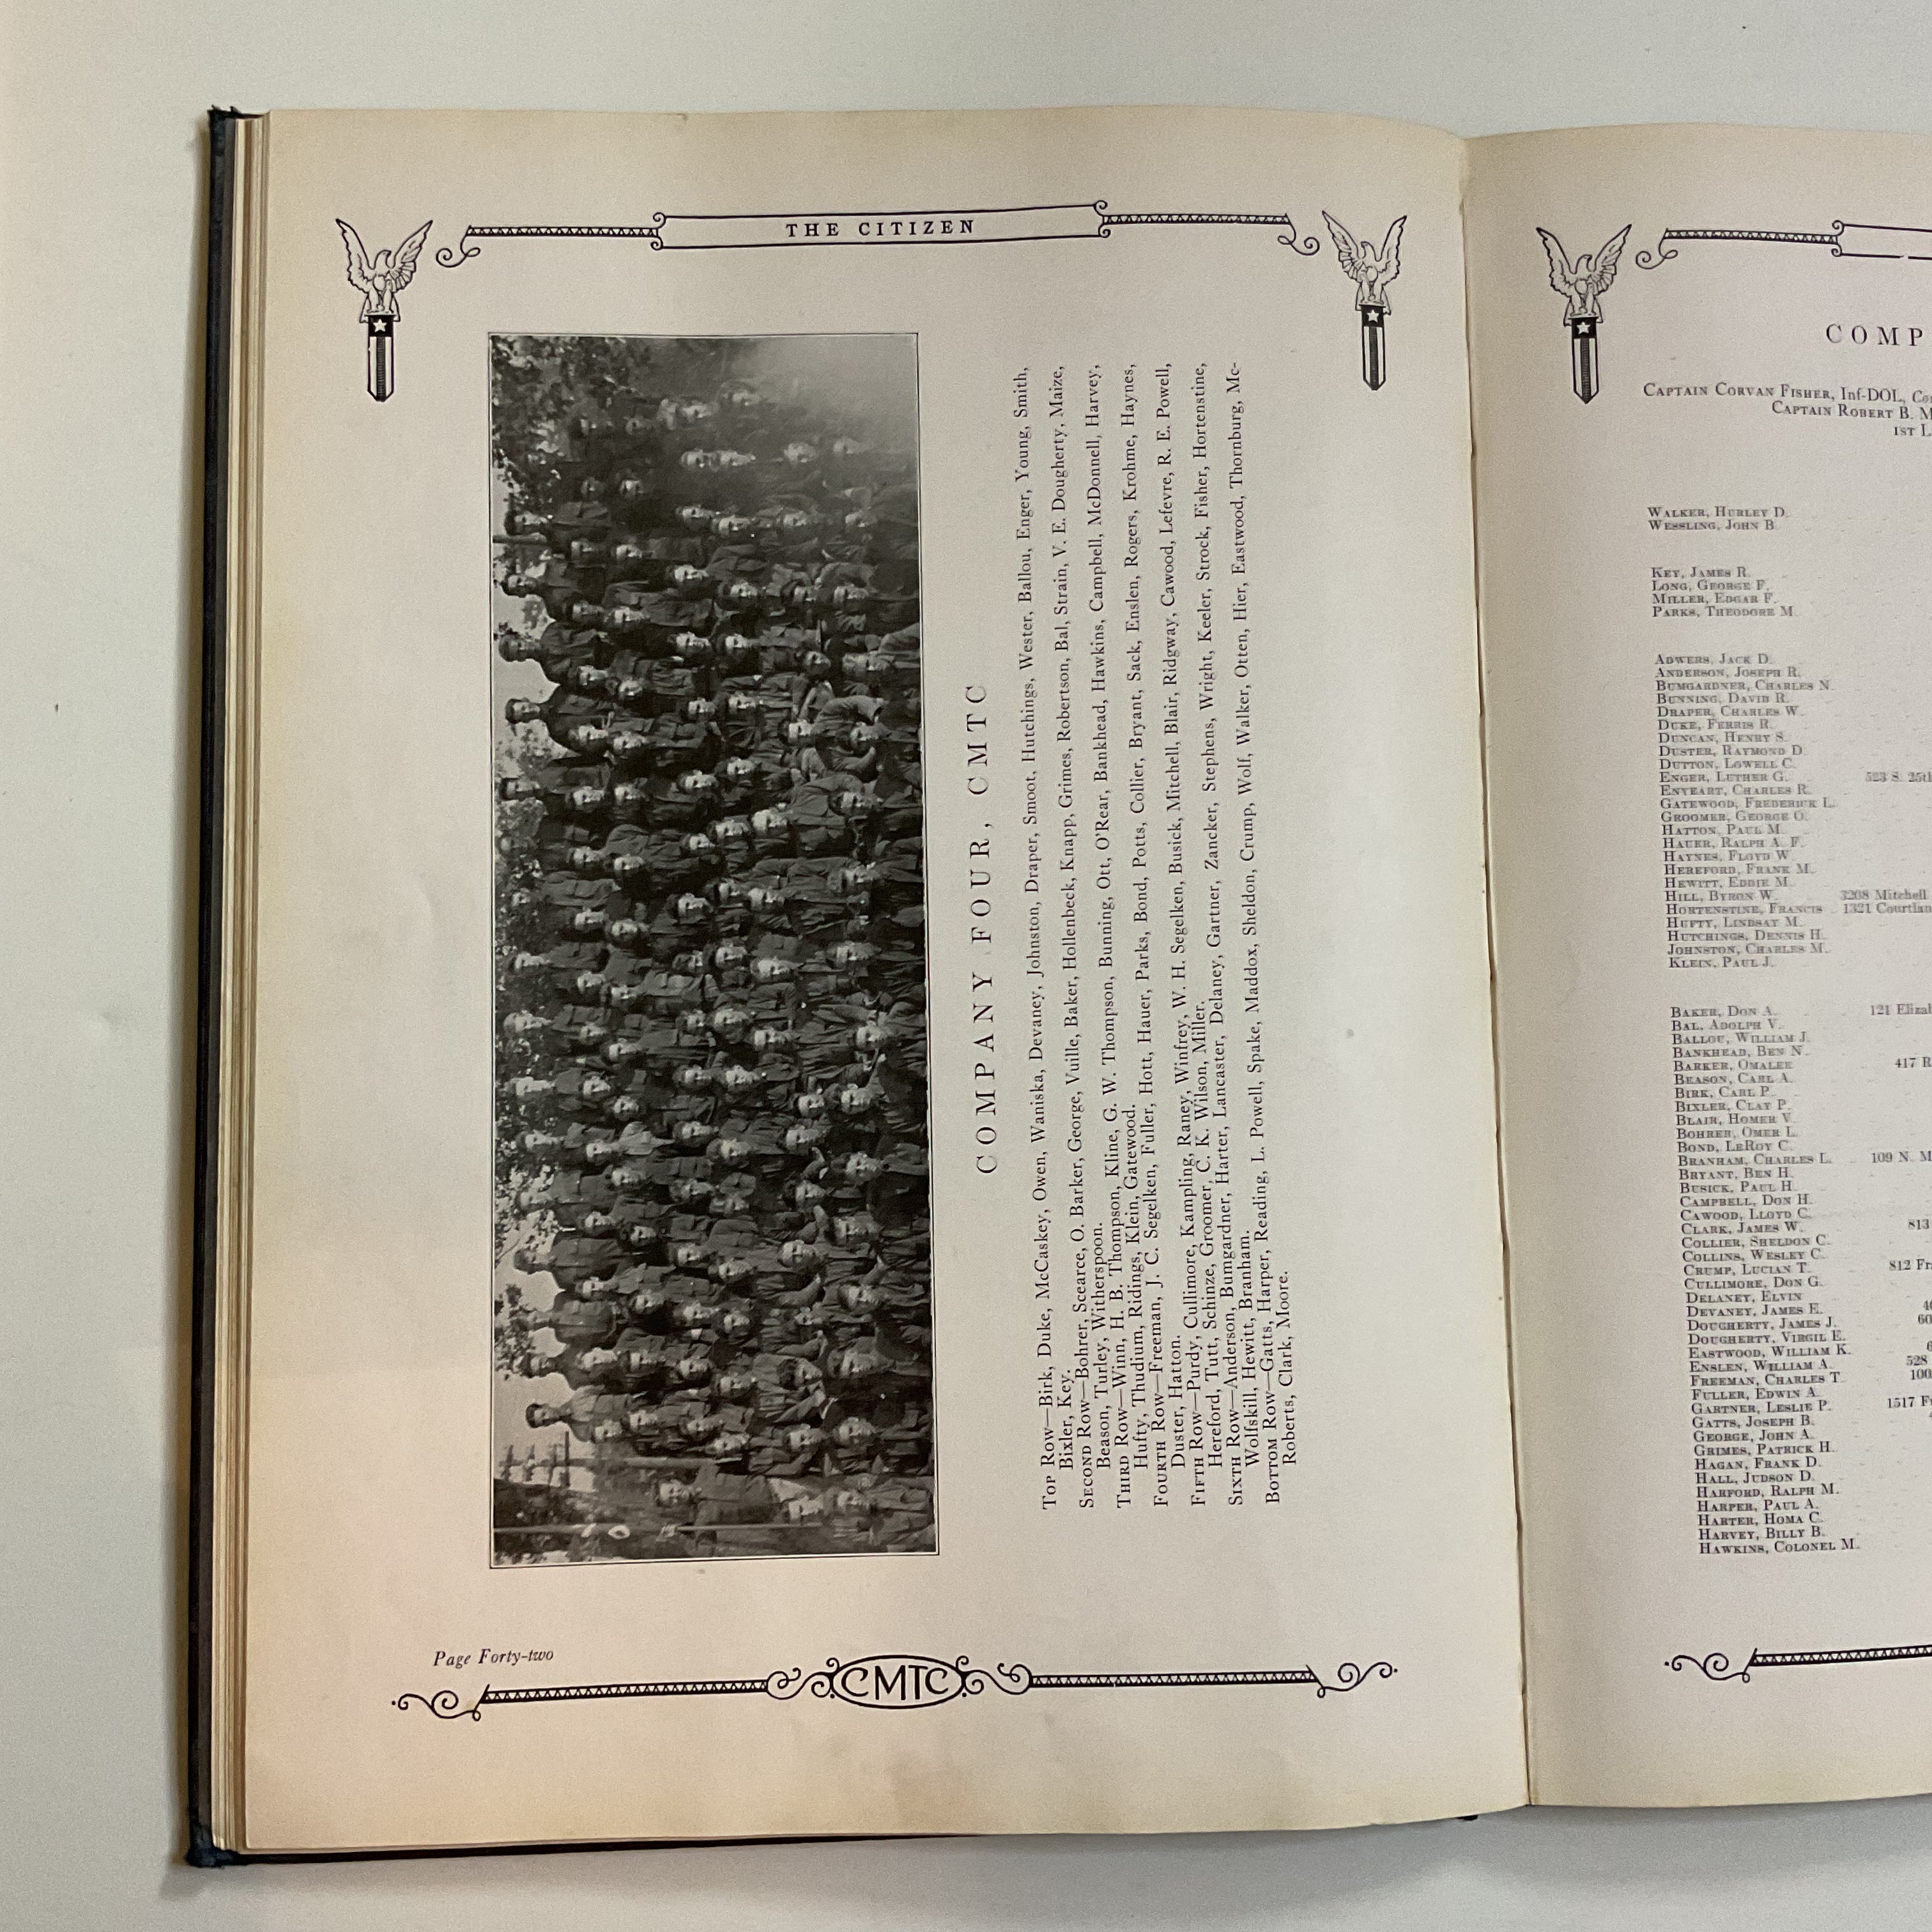 THE CITIZEN
COMPANY FOUR, CMTC
TOP ROW—Birk, Duke, McCaskey, Owen, Waniska, Devaney, Johnston, Draper, Smoot, Hutchings, Wester, Ballou, Enger, Young, Smith,
Bixler, Key.
SECOND ROW—Bohrer, Scearce, O. Barker, George, Vuille, Baker, Hollenbeck, Knapp, Grimes, Robertson, Bal, Strain, V. E. Dougherty, Maize,
Beason, Turley, Witherspoon.
THIRD ROW—Winn, H. B. Thompson, Kline, G. W. Thompson, Bunning, Ott, O'Rear, Bankhead, Hawkins, Campbell, McDonnell, Harvey,
Hufty, Thudium, Ridings, Klein, Gatewood.
FOURTH ROW—Freeman, J. C. Segelken, Fuller, Hott, Hauer, Parks, Bond, Potts, Collier, Bryant, Sack, Enslen, Rogers, Krohme, Haynes,
Duster, Hatton.
FIFTH ROW—Purdy, Cullimore, Kampling, Raney, Winfrey, W. H. Segelken, Busick, Mitchell, Blair, Ridgway, Cawood, Lefevre, R. E. Powell,
Hereford, Tutt, Schinze, Groomer, C. K. Wilson, Miller.
SIXTH ROW—Anderson, Bumgardner, Harter, Lancaster, Delaney, Gartner, Zancker, Stephens, Wright, Keeler, Strock, Fisher, Hortenstine,
Wolfskill, Hewitt, Branham.
BOTTOM ROW—Gatts, Harper, Reading, L. Powell, Spake, Maddox, Sheldon, Crump, Wolf, Walker, Otten, Hier, Eastwood, Thornburg, Mc-
Roberts, Clark, Moore.
Page Forty-two
CMTC
COMP
CAPTAIN CORVAN FISHER, Inf-DOL, Co
CAPTAIN ROBERT B. M
1ST L
WALKER, HURLEY D.
WESSLING, JOHN B.
KEY, JAMES R.
LONG, GEORGE F.
MILLER, EDGAR F.
PARKS, THEODORE M.
ADWERS, JACK D.
ANDERSON, JOSEPH R.
BUMGARDNER, CHARLES N.
BUNNING, DAVID R.
DRAPER, CHARLES W.
DUKE, FERRIS R.
DUNCAN, HENRY S.
DUSTER, RAYMOND D.
DUTTON, LOWELL C.
ENGER, LUTHER G. 523 S. 25th
ENYEART, CHARLES R.
GATEWOOD, FREDERICK L.
GROOMER, GEORGE O.
HATTON, PAUL M.
HAUER, RALPH A. F.
HAYNES, FLOYD W.
HEREFORD, FRANK M.
HEWITT, EDDIE M.
HILL, BYRON W. 3208 Mitchell
HORTENSTINE, FRANCIS 1321 Courtlan
HUFTY, LINDSAY M.
HUTCHINGS, DENNIS H.
JOHNSTON, CHARLES M.
KLEIN, PAUL J.
BAKER, DON A. 121 Elizab
BAL, ADOLPH V.
BALLOU, WILLIAM J.
BANKHEAD, BEN N.
BARKER, OMALEE 417 R
BEASON, CARL A.
BIRK, CARL P.
BIXLER, CLAY P.
BLAIR, HOMER V.
BOHRER, OMER L.
BOND, LEROY C.
BRANHAM, CHARLES L. 109 N. M
BRYANT, BEN H.
BUSICK, PAUL H.
CAMPBELL, DON H.
CAWOOD, LLOYD C.
CLARK, JAMES W. 813
COLLIER, SHELDON C.
COLLINS, WESLEY C.
CRUMP, LUCIAN T. 812 Fr
CULLIMORE, DON G.
DELANEY, ELVIN
DEVANEY, JAMES E.
DOUGHERTY, JAMES J. 60
DOUGHERTY, VIRGIL E.
EASTWOOD, WILLIAM K.
ENSLEN, WILLIAM A. 528
FREEMAN, CHARLES T. 100
FULLER, EDWIN A.
GARTNER, LESLIE P. 1517 F
GATTS, JOSEPH B.
GEORGE, JOHN A.
GRIMES, PATRICK H.
HAGAN, FRANK D.
HALL, JUDSON D.
HARFORD, RALPH M.
HARPER, PAUL A.
HARTER, HOMA C.
HARVEY, BILLY B.
HAWKINS, COLONEL M.